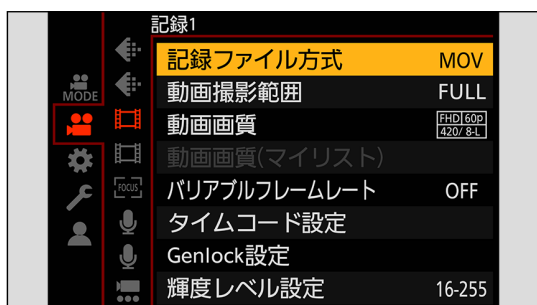 記録1
記録ファイル方式 MOV
動画撮影範囲 FULL
動画画質 FHD 60p
420/8-L
動画画質(マイリスト)
バリアブルフレームレート OFF
タイムコード設定
Genlock設定
輝度レベル設定 16-255
MODE
FOCUS